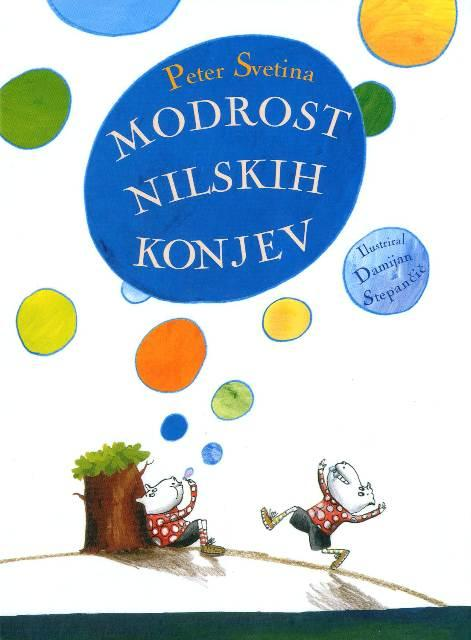 Peter Svetina
MODROST
NILSKIH
KONJEV
Ilustriral
Damijan
Stepančič